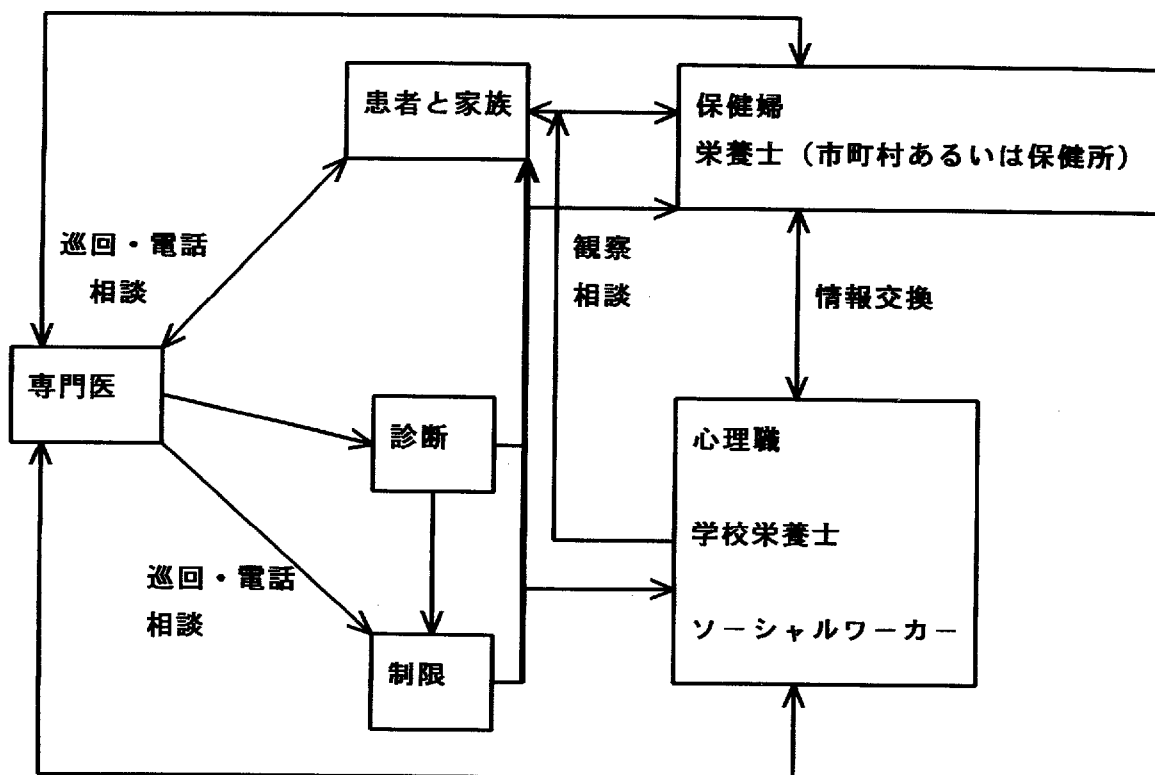 患者と家族
保健婦
栄養士（市町村あるいは保健所）
巡回・電話
相談
観察
相談
情報交換
専門医
診断
心理職
学校栄養士
巡回・電話
相談
ソーシャルワーカー
制限